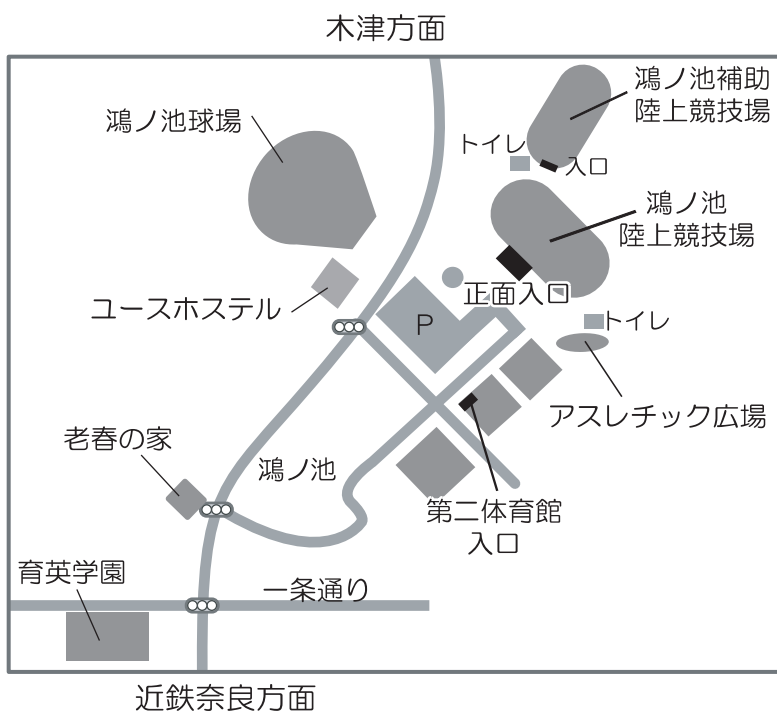 木津方面
鴻ノ池補助
陸上競技場
鴻ノ池球場
トイレ
入口
鴻ノ池
陸上競技場
正面入口
ユースホステル
P
トイレ
アスレチック広場
老春の家
鴻ノ池
第二体育館
入口
育英学園
一条通り
近鉄奈良方面